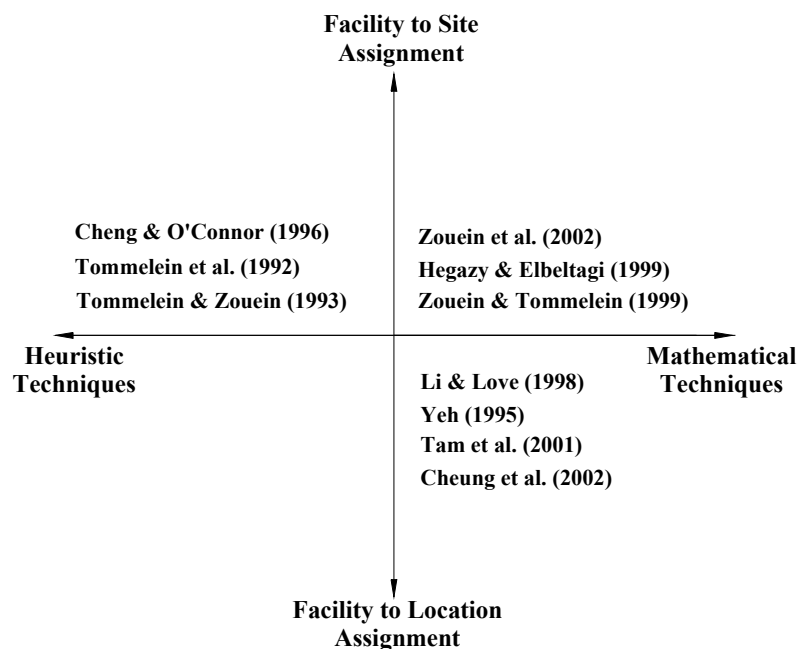 Facility to Site
Assignment
Cheng & O'Connor (1996)
Tommelein et al. (1992)
Tommelein & Zouein (1993)
Zouein et al. (2002)
Hegazy & Elbeltagi (1999)
Zouein & Tommelein (1999)
Heuristic
Techniques
Mathematical
Techniques
Li & Love (1998)
Yeh (1995)
Tam et al. (2001)
Cheung et al. (2002)
Facility to Location
Assignment